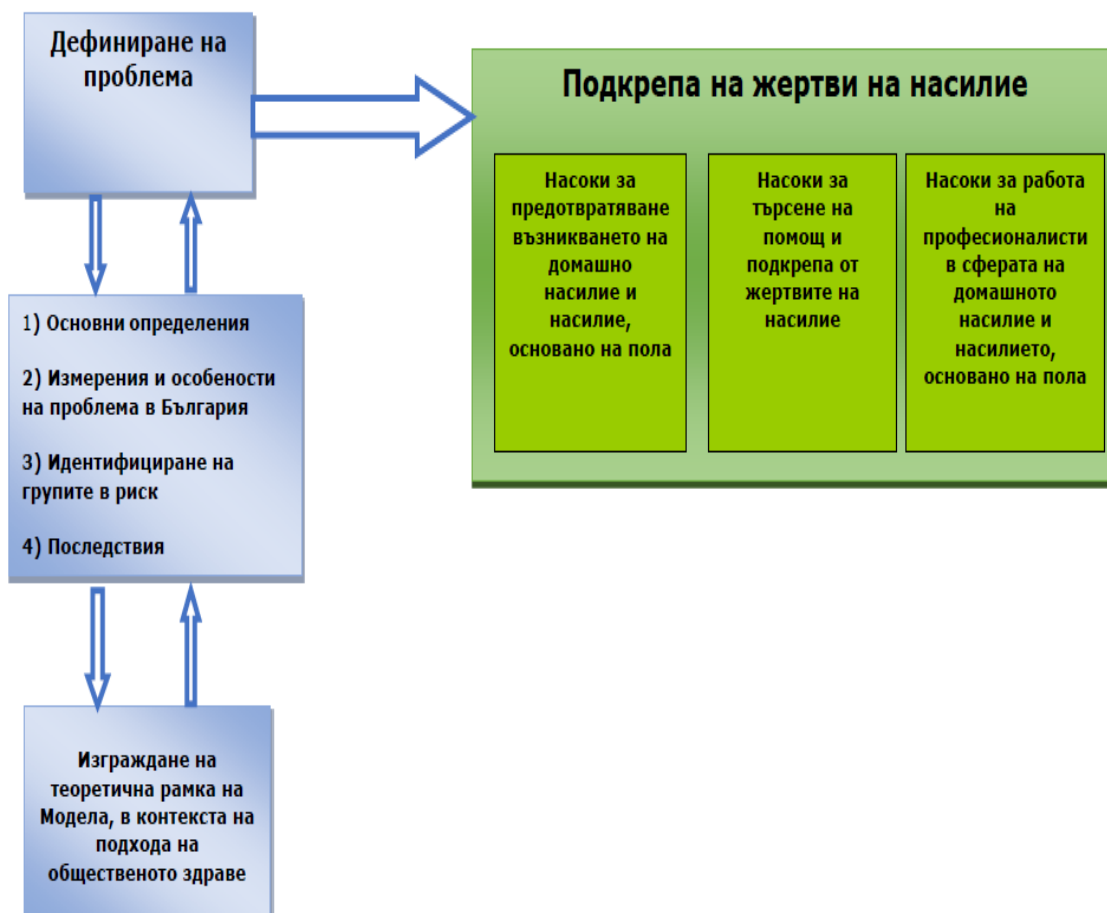 Дефиниране на
проблема
Подкрепа на жертви на насилие
Насоки за
предотвратяване
възникването на
домашно
насилие и
насилие,
основано на пола
Насоки за
търсене на
помощ и
подкрепа от
жертвите на
насилие
Насоки за работа
на
професионалисти
в сферата на
домашното
насилие и
насилието,
основано на пола
1) Основни определения
2) Измерения и особености
на проблема в България
3) Идентифициране на
групите в риск
4) Последствия
Изграждане на
теоретична рамка на
Модела, в контекста на
подхода на
общественото здраве